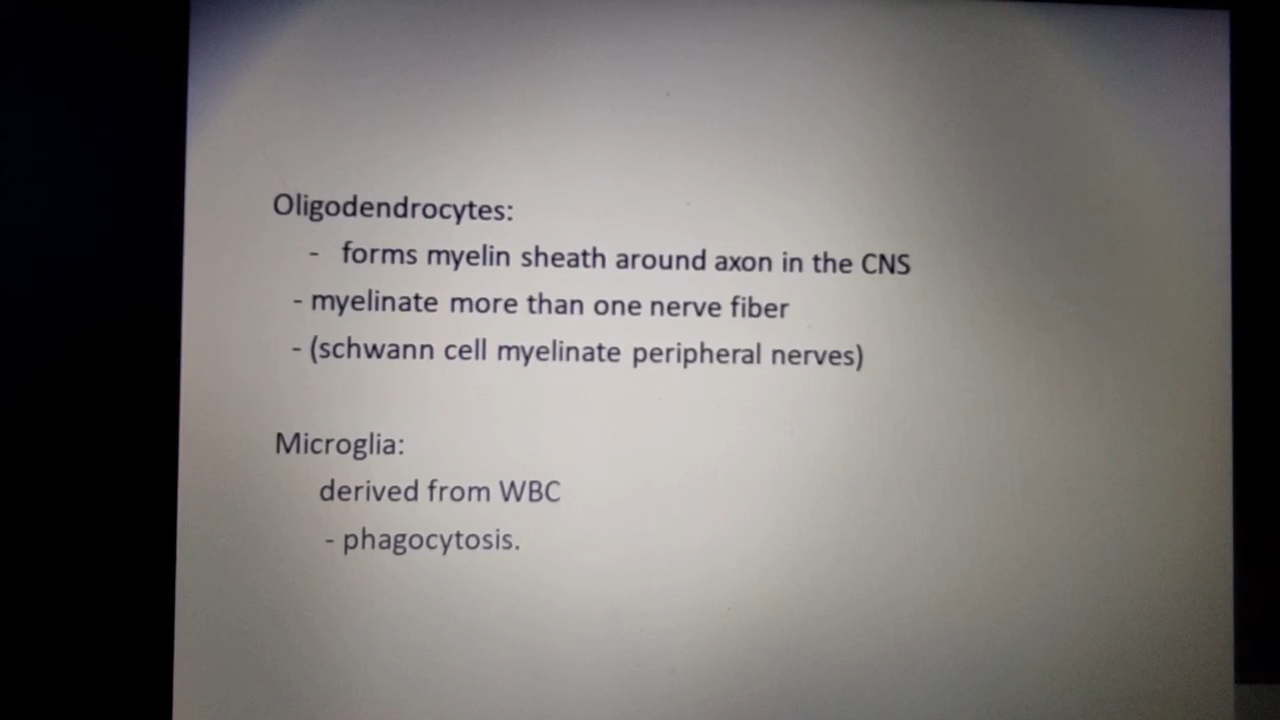 Oligodendrocytes:
- forms myelin sheath around axon in the CNS
- myelinate more than one nerve fiber
- (schwann cell myelinate peripheral nerves)
Microglia:
derived from WBC
- phagocytosis.